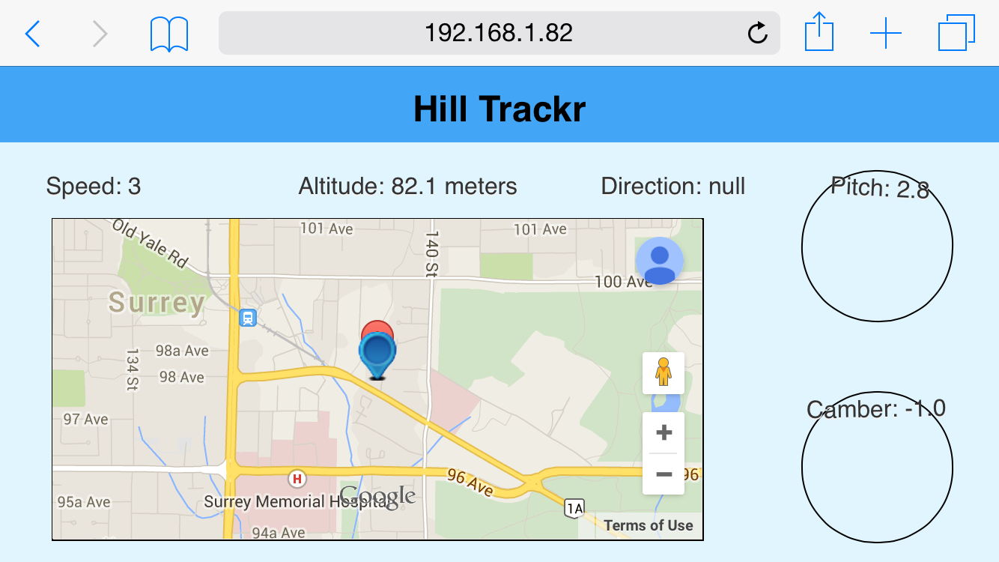 192.168.1.82
Hill Trackr
Speed: 3
Altitude: 82.1 meters
Direction: null
Pitch: 2.8
Old Yale Rd
101 Ave
101 Ave
140 St
100 Ave
Surrey
98a Ave
134 St
98 Ave
97 Ave
Camber: -1.0
H
96 Ave
96
95a Ave
Surrey Memorial Hospital
Google
1A
94a Ave
Terms of Use